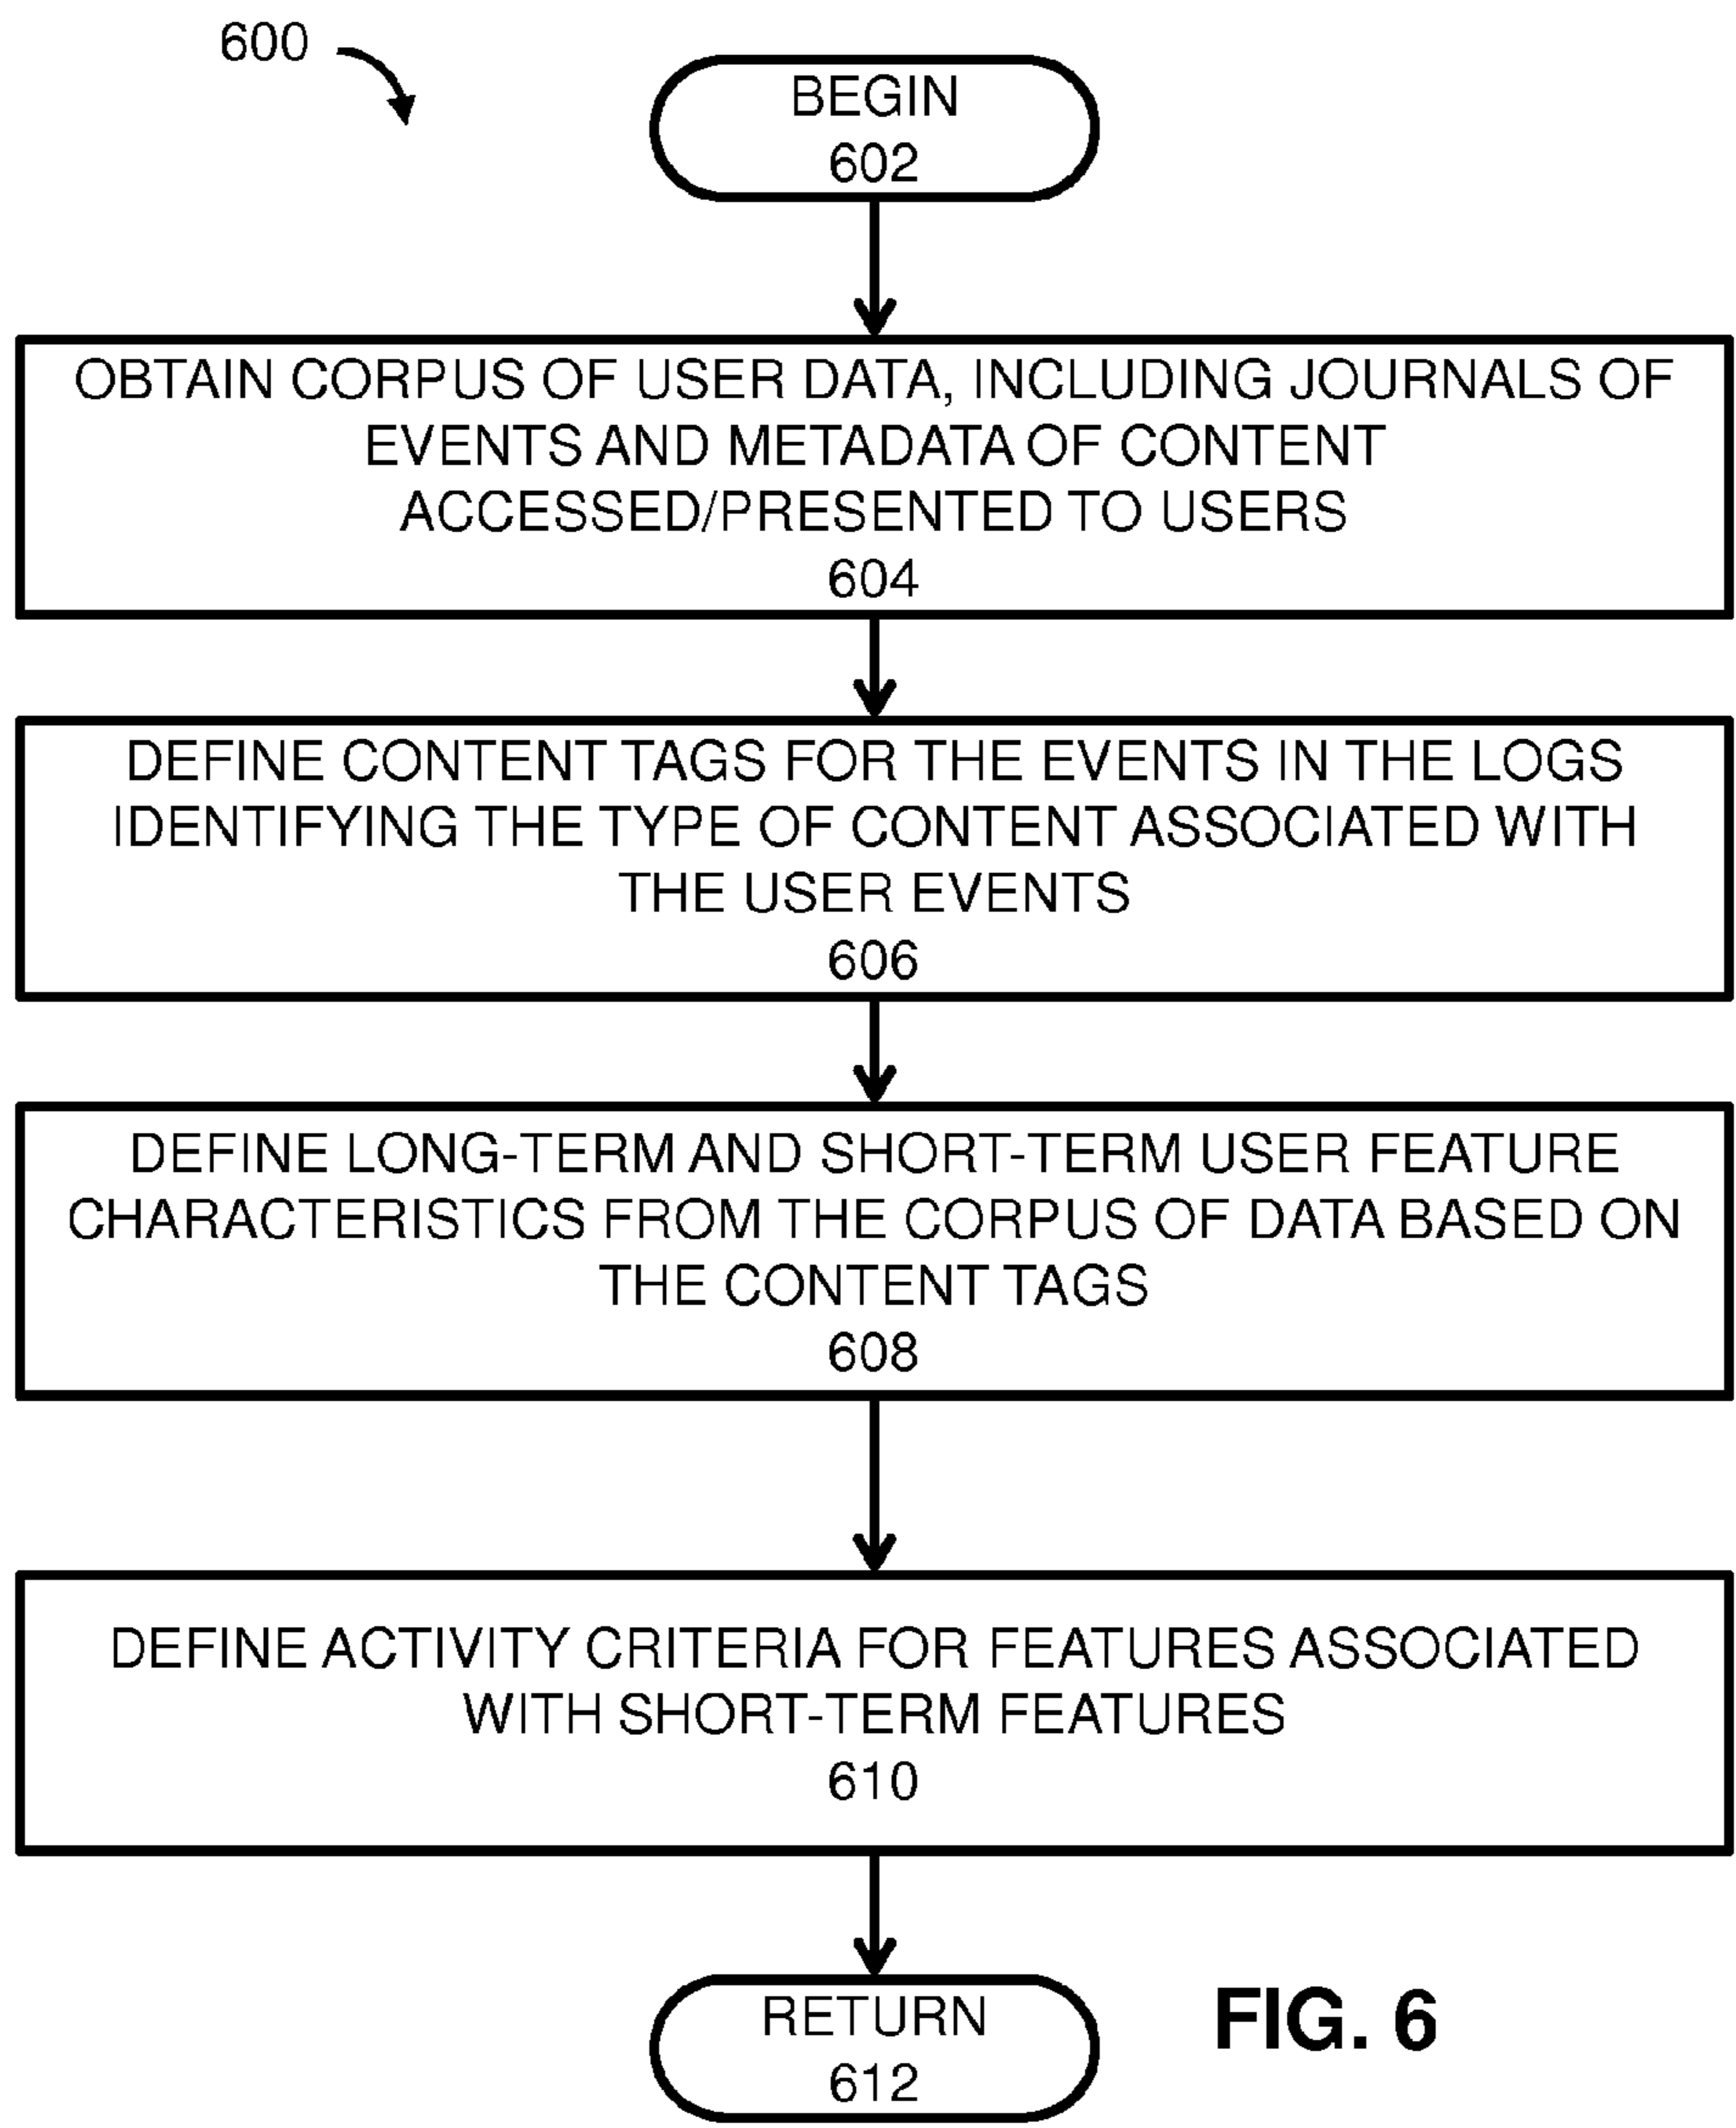 600
BEGIN
602
OBTAIN CORPUS OF USER DATA, INCLUDING JOURNALS OF
EVENTS AND METADATA OF CONTENT
ACCESSED/PRESENTED TO USERS
604
DEFINE CONTENT TAGS FOR THE EVENTS IN THE LOGS
IDENTIFYING THE TYPE OF CONTENT ASSOCIATED WITH
THE USER EVENTS
606
DEFINE LONG-TERM AND SHORT-TERM USER FEATURE
CHARACTERISTICS FROM THE CORPUS OF DATA BASED ON
THE CONTENT TAGS
608
DEFINE ACTIVITY CRITERIA FOR FEATURES ASSOCIATED
WITH SHORT-TERM FEATURES
610
RETURN
612
FIG. 6